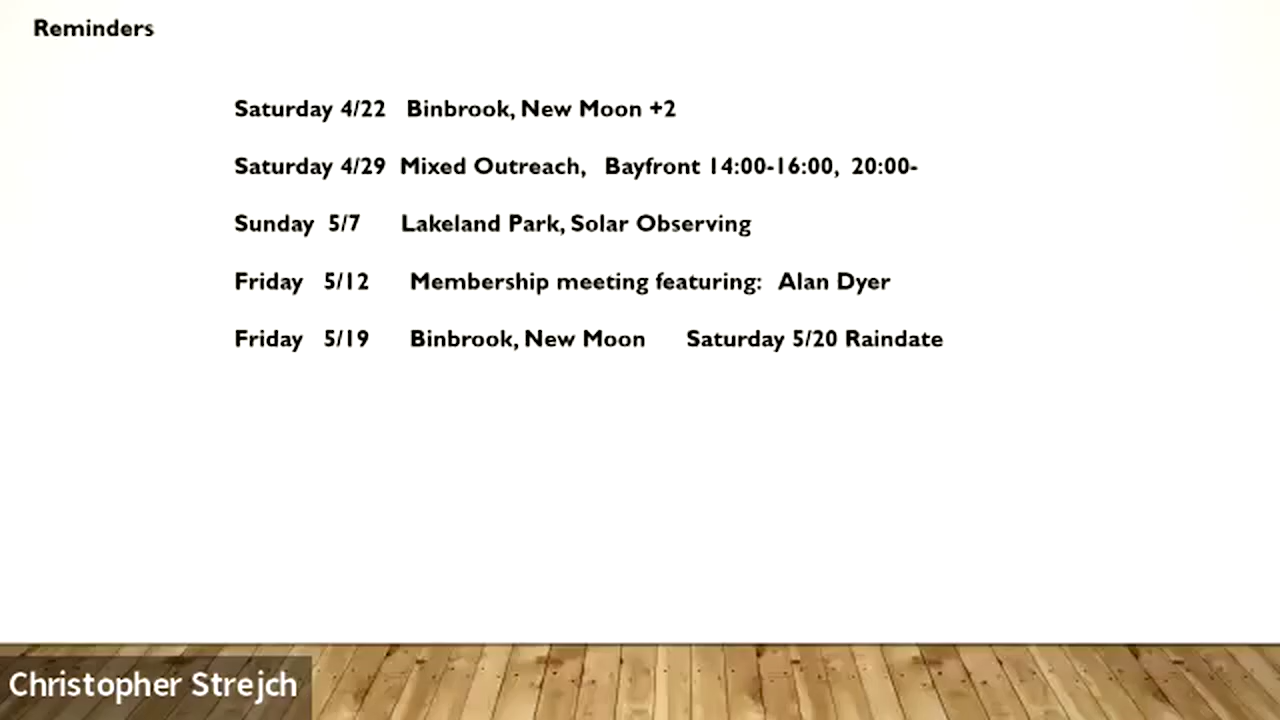 Reminders
Saturday 4/22 Binbrook, New Moon +2
Saturday 4/29 Mixed Outreach, Bayfront 14:00-16:00, 20:00-
Sunday 5/7 Lakeland Park, Solar Observing
Friday 5/12 Membership meeting featuring: Alan Dyer
Friday 5/19 Binbrook, New Moon Saturday 5/20 Raindate
Christopher Strejch